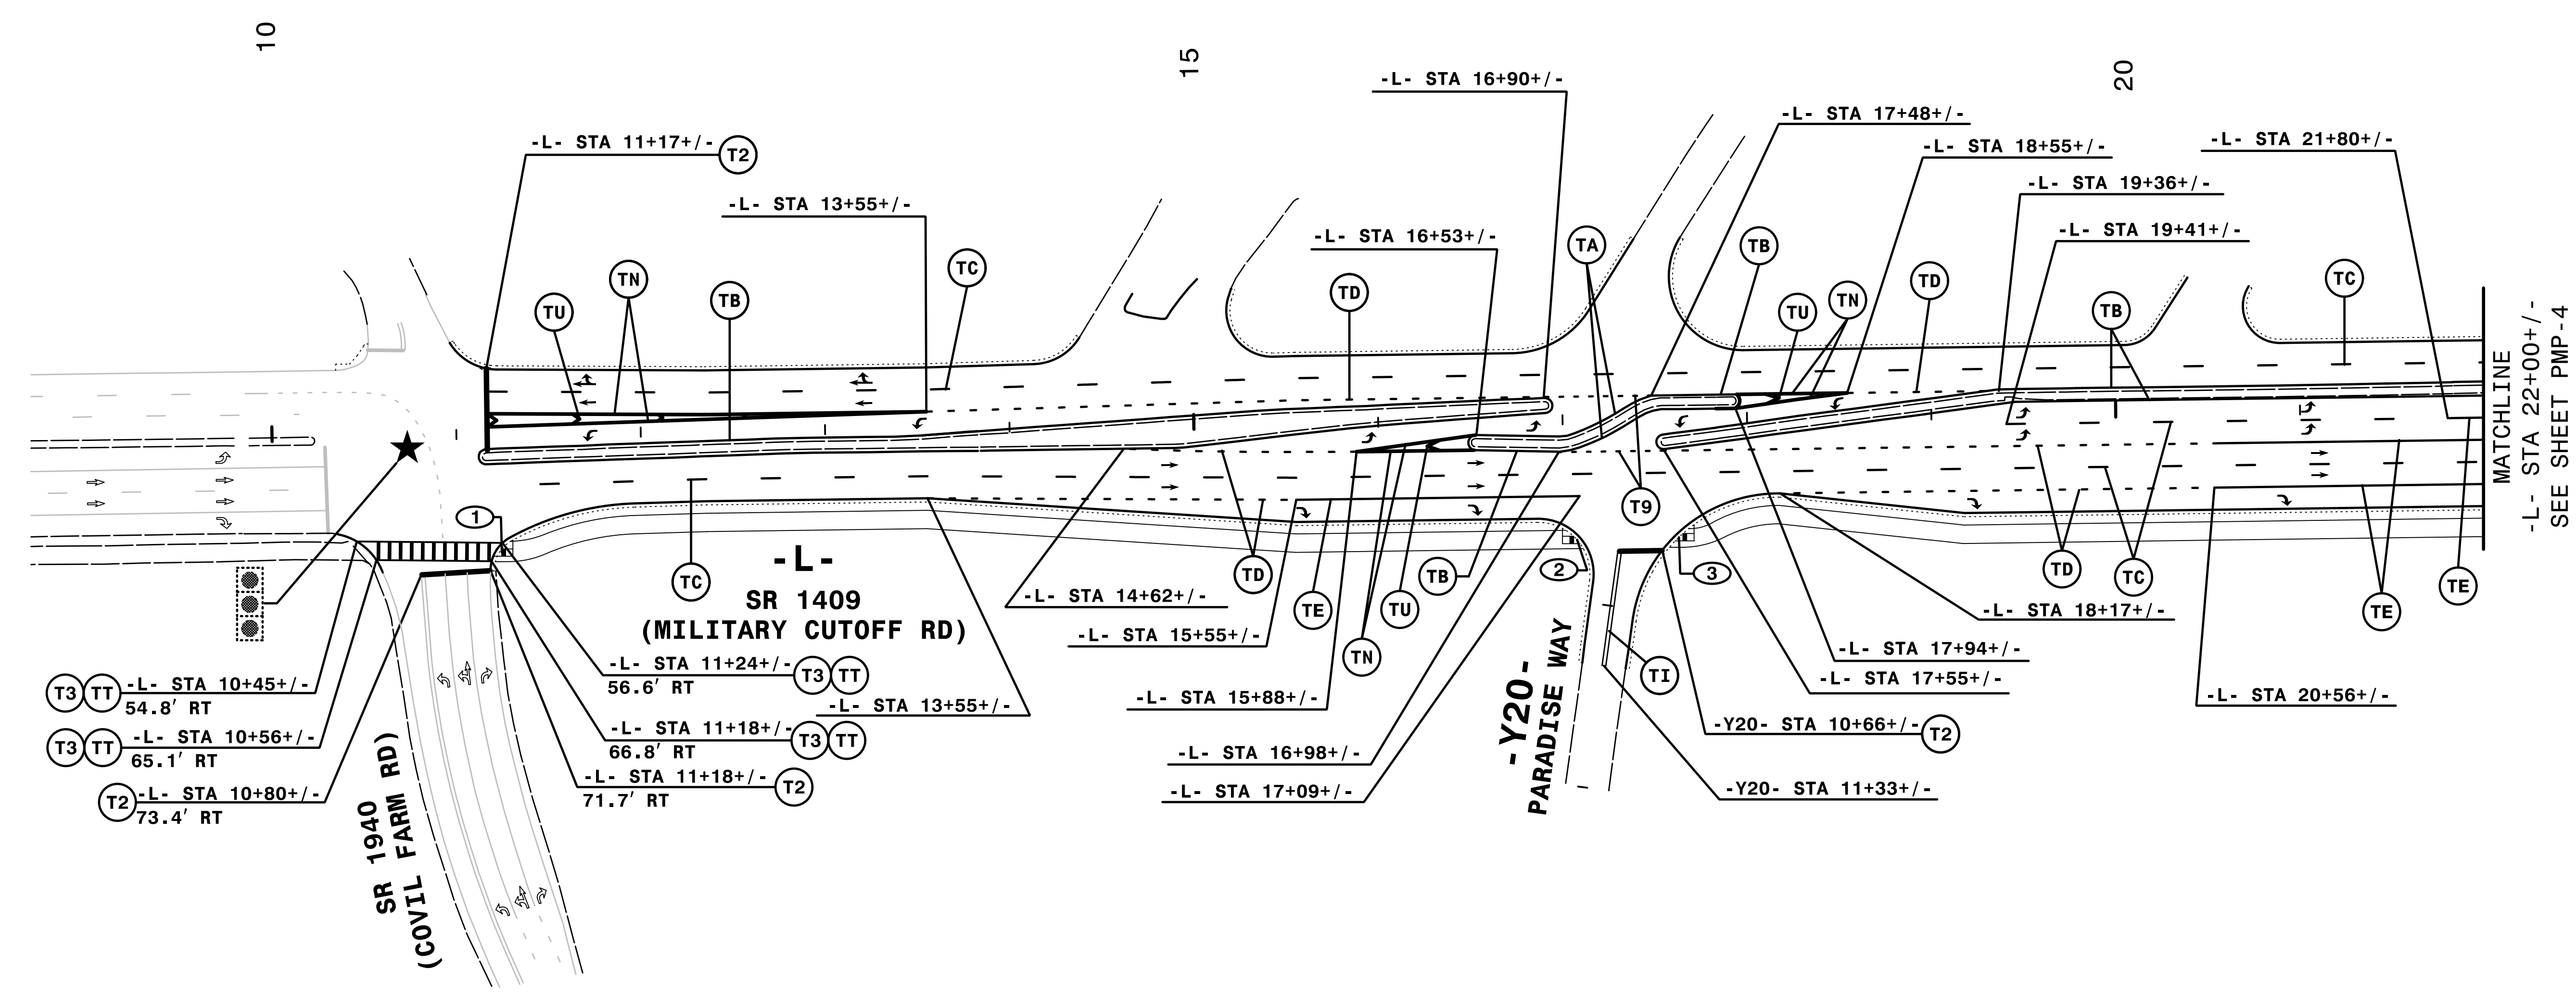 10
15
20
-L- STA 16+90+/-
-L- STA 17+48+/-
-L- STA 11+17+/- T2
-L- STA 18+55+/-
-L- STA 21+80+/-
-L- STA 19+36+/-
-L- STA 13+55+/-
-L- STA 16+53+/-
-L- STA 19+41+/-
TU
TN
TB
TC
TD
TA
TB
TU
TN
TD
TB
TC
MATCHLINE
-L- STA 22+00+/-
SEE SHEET PMP-4
1
2
3
T9
TC
-L-
SR 1409
(MILITARY CUTOFF RD)
TD
TE
TN
TU
TB
TI
TD
TC
TE
TE
-L- STA 14+62+/-
-L- STA 15+55+/-
-L- STA 18+17+/-
-L- STA 17+94+/-
-L- STA 17+55+/-
-L- STA 20+56+/-
T3 TT -L- STA 10+45+/-
54.8' RT
T3 TT -L- STA 10+56+/-
65.1' RT
T2 -L- STA 10+80+/-
73.4' RT
-L- STA 11+24+/- T3 TT
56.6' RT
-L- STA 13+55+/-
-L- STA 11+18+/- T3 TT
66.8' RT
-L- STA 11+18+/- T2
71.7' RT
-L- STA 15+88+/-
-L- STA 16+98+/-
-L- STA 17+09+/-
-Y20- STA 10+66+/- T2
-Y20- STA 11+33+/-
-Y20-
PARADISE WAY
SR 1940
(COVIL FARM RD)